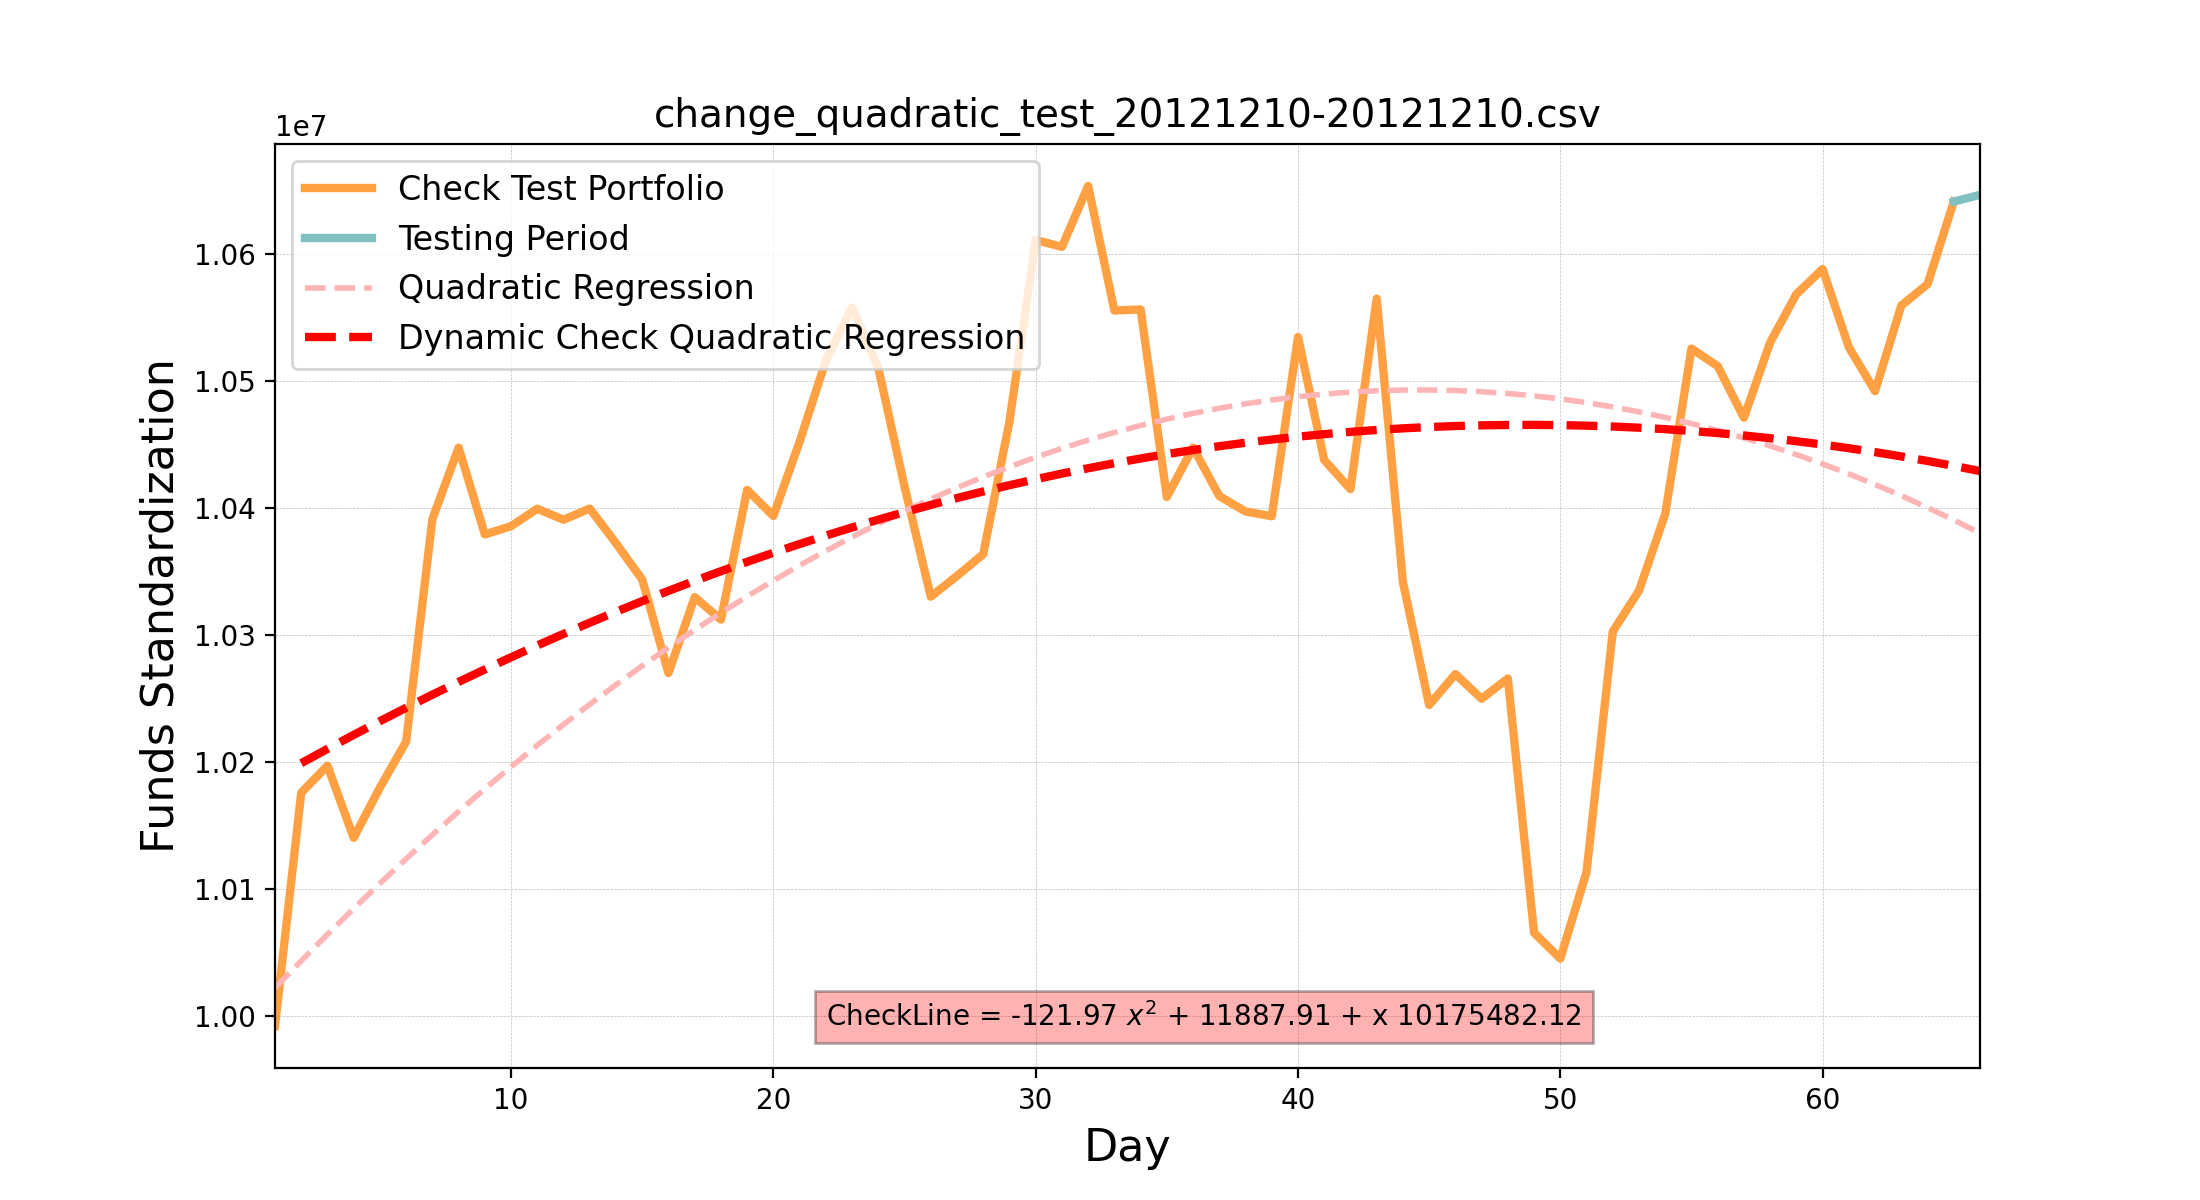 change_quadratic_test_20121210-20121210.csv
1e7
Check Test Portfolio
Testing Period
Quadratic Regression
Dynamic Check Quadratic Regression
Funds Standardization
1.06
1.05
1.04
1.03
1.02
1.01
1.00
CheckLine = -121.97 x² + 11887.91 + x 10175482.12
10 20 30 40 50 60
Day